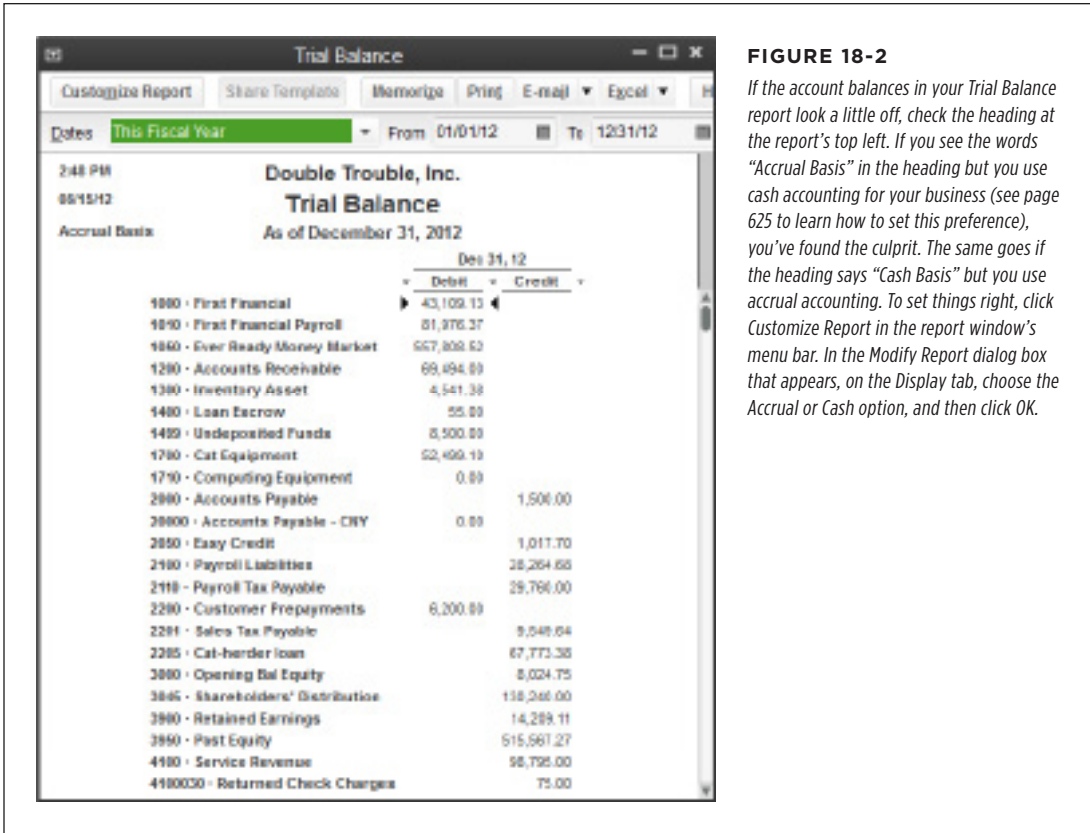 Trial Balance
Customize Report Share Template Memorize Print E-mail Excel H
Dates This Fiscal Year From 01/01/12 To 12/31/12
2:48 PM
Double Trouble, Inc.
06/15/12
Trial Balance
Accrual Basis
As of December 31, 2012
Dec 31, 12
Debit Credit
1000 · First Financial 43,109.13
1010 · First Financial Payroll 81,976.37
1060 · Ever Ready Money Market 557,808.52
1200 · Accounts Receivable 69,494.00
1300 · Inventory Asset 4,541.38
1400 · Loan Escrow 55.00
1499 · Undeposited Funds 8,500.00
1700 · Cat Equipment 52,499.10
1710 · Computing Equipment 0.00
2000 · Accounts Payable 1,500.00
20000 · Accounts Payable - CNY 0.00
2050 · Easy Credit 1,017.70
2100 · Payroll Liabilities 28,264.68
2110 · Payroll Tax Payable 29,760.00
2200 · Customer Prepayments 6,200.00
2201 · Sales Tax Payable
2205 · Cat-herder loan 67,773.38
3000 · Opening Bal Equity 8,024.75
Shareholders' Distribution
3900 · Retained Earnings 14,209.11
3950 · Past Equity 515,567.27
4100 · Service Revenue 98,795.00
4100030 · Returned Check Charges 75.00
FIGURE 18-2
If the account balances in your Trial Balance
report look a little off, check the heading at
the report's top left. If you see the words
“Accrual Basis” in the heading but you use
cash accounting for your business (see page
625 to learn how to set this preference),
you've found the culprit. The same goes if
the heading says “Cash Basis” but you use
accrual accounting. To set things right, click
Customize Report in the report window's
menu bar. In the Modify Report dialog box
that appears, on the Display tab, choose the
Accrual or Cash option, and then click OK.